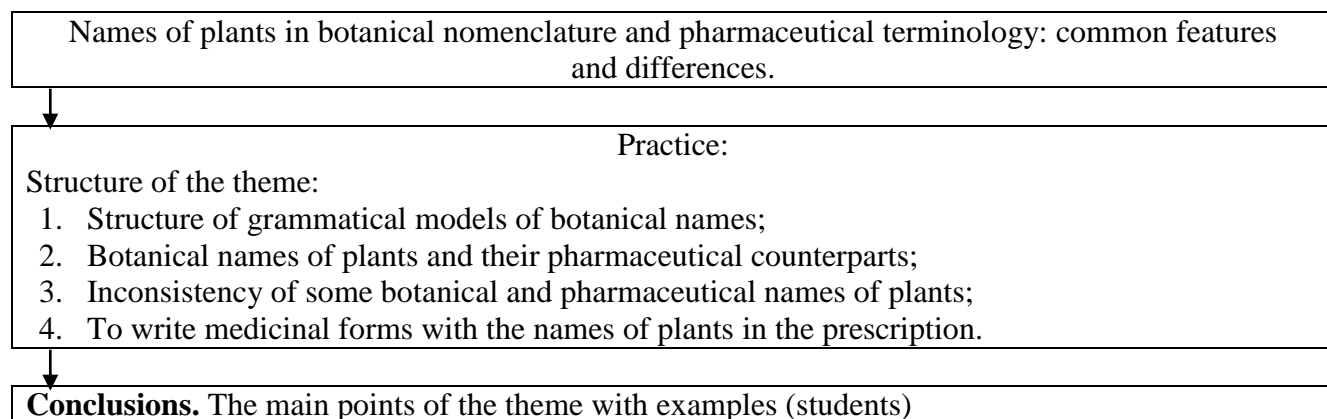 Names of plants in botanical nomenclature and pharmaceutical terminology: common features
and differences.
Practice:
Structure of the theme:
1. Structure of grammatical models of botanical names;
2. Botanical names of plants and their pharmaceutical counterparts;
3. Inconsistency of some botanical and pharmaceutical names of plants;
4. To write medicinal forms with the names of plants in the prescription.
Conclusions. The main points of the theme with examples (students)